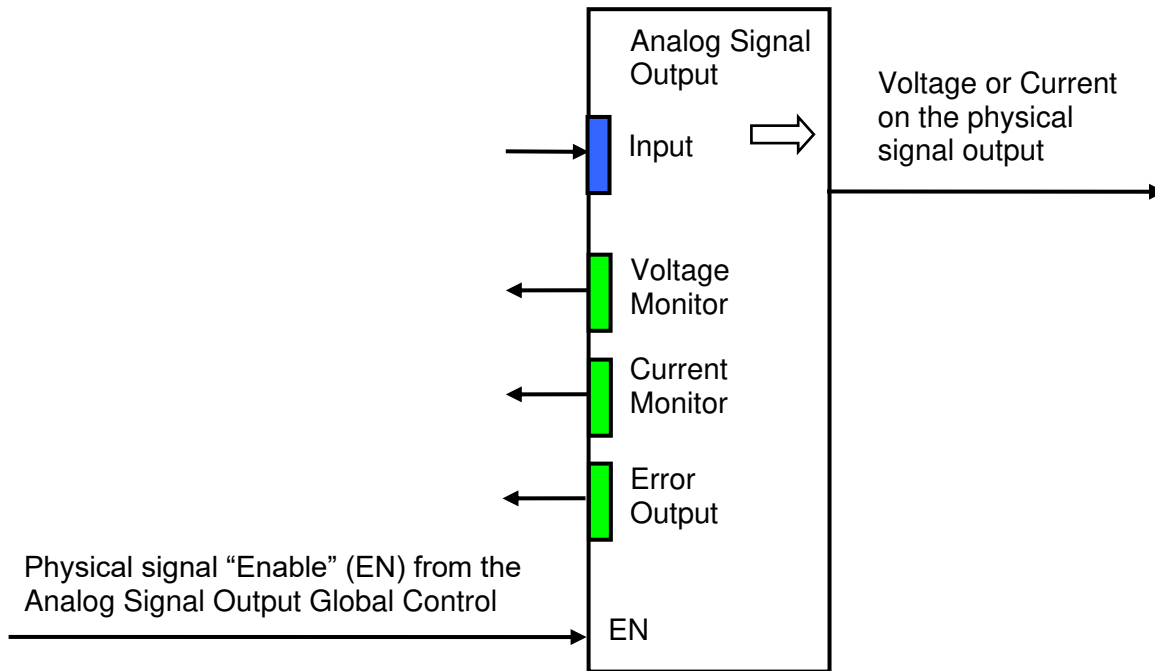 Analog Signal
Output
Voltage or Current
on the physical
signal output
Input
Voltage
Monitor
Current
Monitor
Error
Output
Physical signal “Enable” (EN) from the
Analog Signal Output Global Control
EN